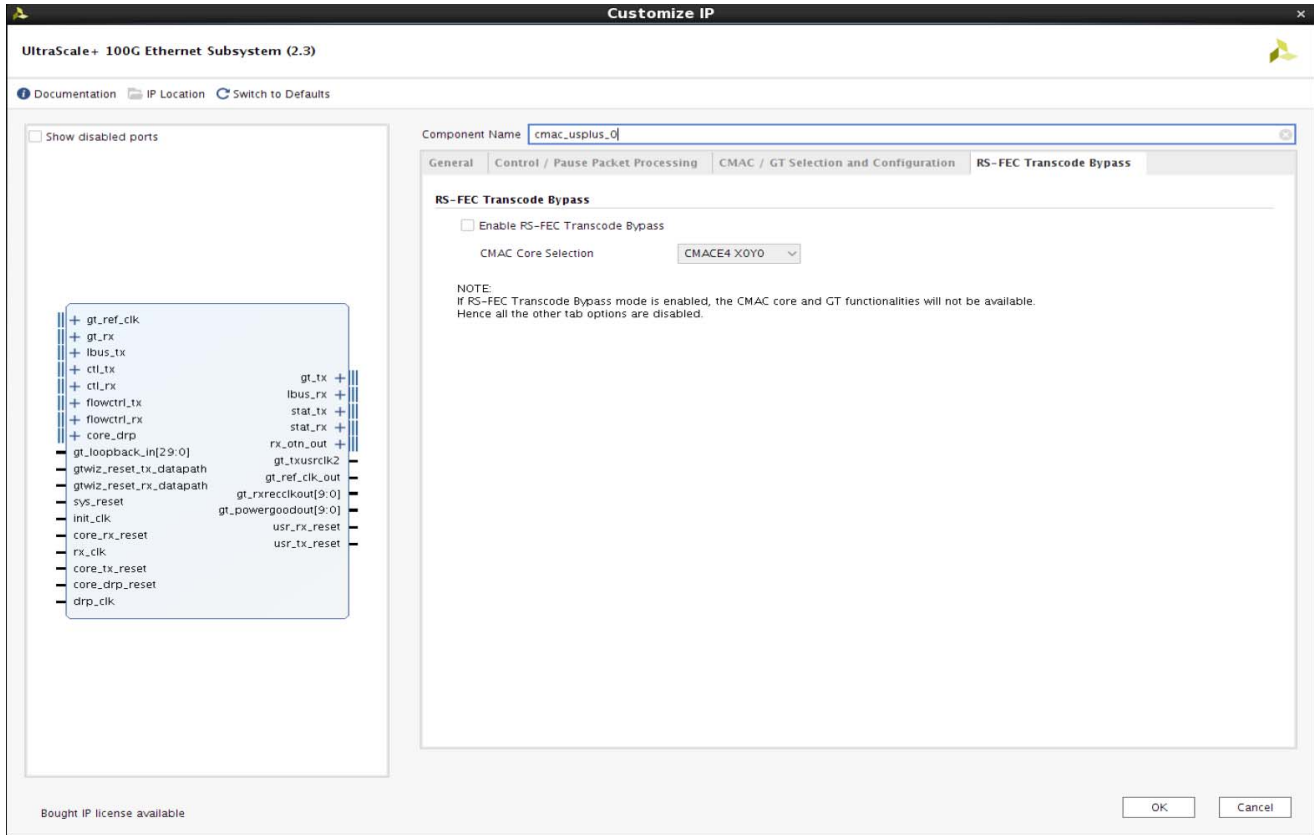 Customize IP
UltraScale+ 100G Ethernet Subsystem (2.3)
Documentation IP Location Switch to Defaults
Show disabled ports
Component Name cmac_usplus_0
General Control / Pause Packet Processing CMAC / GT Selection and Configuration RS-FEC Transcode Bypass
RS-FEC Transcode Bypass
Enable RS-FEC Transcode Bypass
CMAC Core Selection CMACE4 X0Y0
NOTE:
If RS-FEC Transcode Bypass mode is enabled, the CMAC core and GT functionalities will not be available.
Hence all the other tab options are disabled.
gt_ref_clk
gt_rx
lbus_tx
ctl_tx
ctl_rx
flowctrl_tx
flowctrl_rx
core_drp
gt_loopback_in[29:0]
gtwiz_reset_tx_datapath
gtwiz_reset_rx_datapath
sys_reset
init_clk
core_rx_reset
rx_clk
core_tx_reset
core_drp_reset
drp_clk
gt_tx
lbus_rx
stat_tx
stat_rx
rx_otn_out
gt_txusrclk2
gt_ref_clk_out
gt_rxrecclkout[9:0]
gt_powergoodout[9:0]
usr_rx_reset
usr_tx_reset
Bought IP license available
OK Cancel